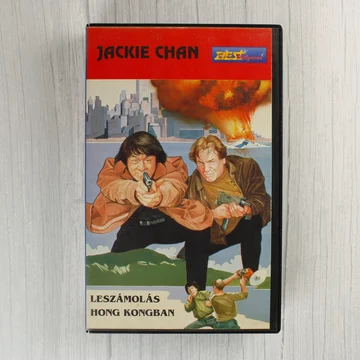 JACKIE CHAN
BEST
LESZÁMOLÁS
HONG KONGBAN